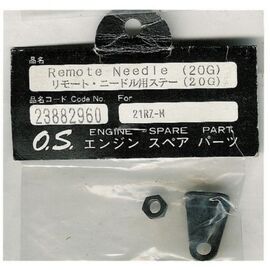 品名
Remote Needle (20G)
リモート・ニードル用ステー(20G)
品名コード Code No. For
23882960 21RZ-M
O.S. ENGINE SPARE PART
エンジン スペア パーツ